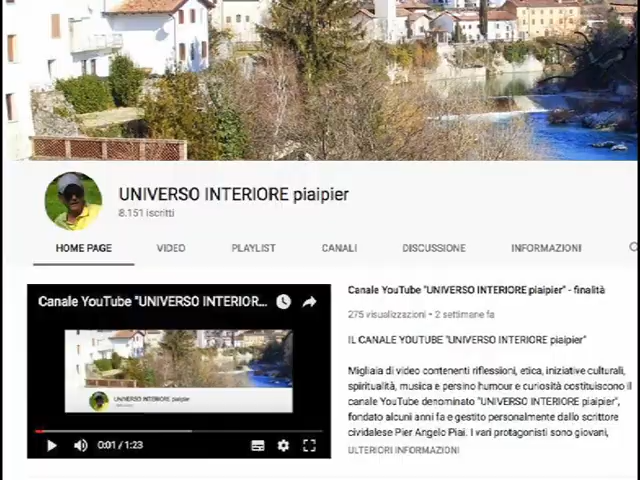 UNIVERSO INTERIORE piaipier
8.151 iscritti
HOME PAGE VIDEO PLAYLIST CANALI DISCUSSIONE INFORMAZIONI
Canale YouTube "UNIVERSO INTERIOR...
UNIVERSO INTERIORE piaipier
0:01 / 1:23
Canale YouTube "UNIVERSO INTERIORE piaipier" - finalità
275 visualizzazioni • 2 settimane fa
IL CANALE YOUTUBE "UNIVERSO INTERIORE piaipier"
Migliaia di video contenenti riflessioni, etica, iniziative culturali,
spiritualità, musica e persino humour e curiosità costituiscono il
canale YouTube denominato "UNIVERSO INTERIORE piaipier",
fondato alcuni anni fa e gestito personalmente dallo scrittore
cividalese Pier Angelo Piai. I vari protagonisti sono giovani,
ULTERIORI INFORMAZIONI